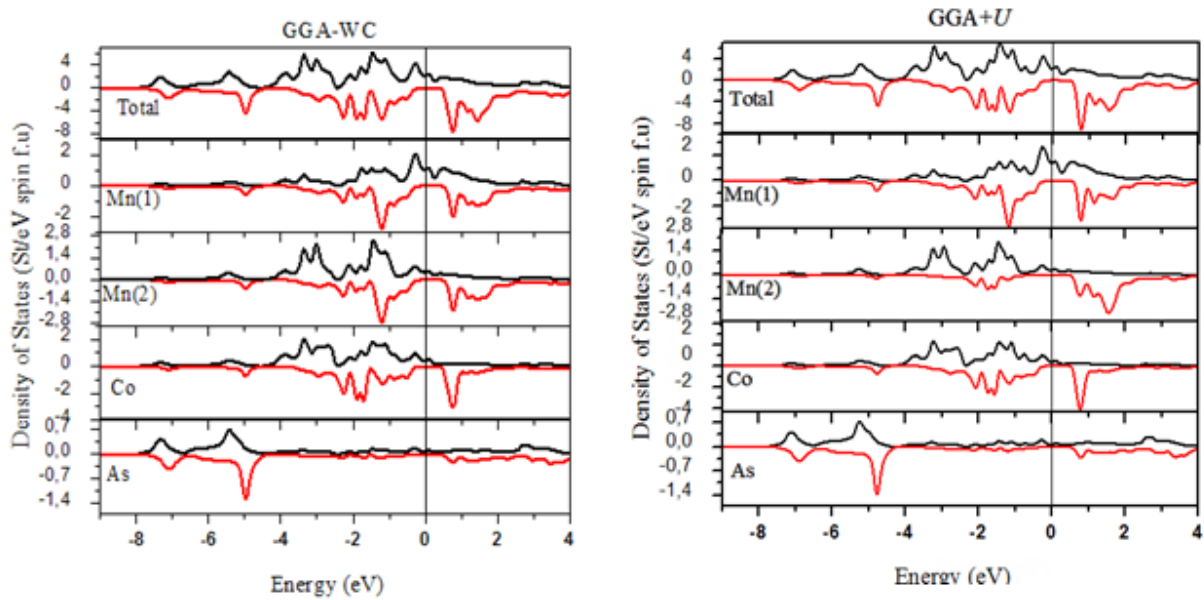 GGA-WC
Density of States (St/eV spin f.u)
4
0
-4
-8
Total
2
0
-2
Mn(1)
2,8
1,4
0,0
-1,4
-2,8
Mn(2)
2
0
-2
-4
Co
0,7
0,0
-0,7
-1,4
As
-8 -6 -4 -2 0 2 4
Energy (eV)
GGA+U
Density of States (St/eV spin f.u)
4
0
-4
-8
Total
2
0
-2
Mn(1)
2,8
1,4
0,0
-1,4
-2,8
Mn(2)
2
0
-2
-4
Co
0,7
0,0
-0,7
-1,4
As
-8 -6 -4 -2 0 2 4
Energy (eV)